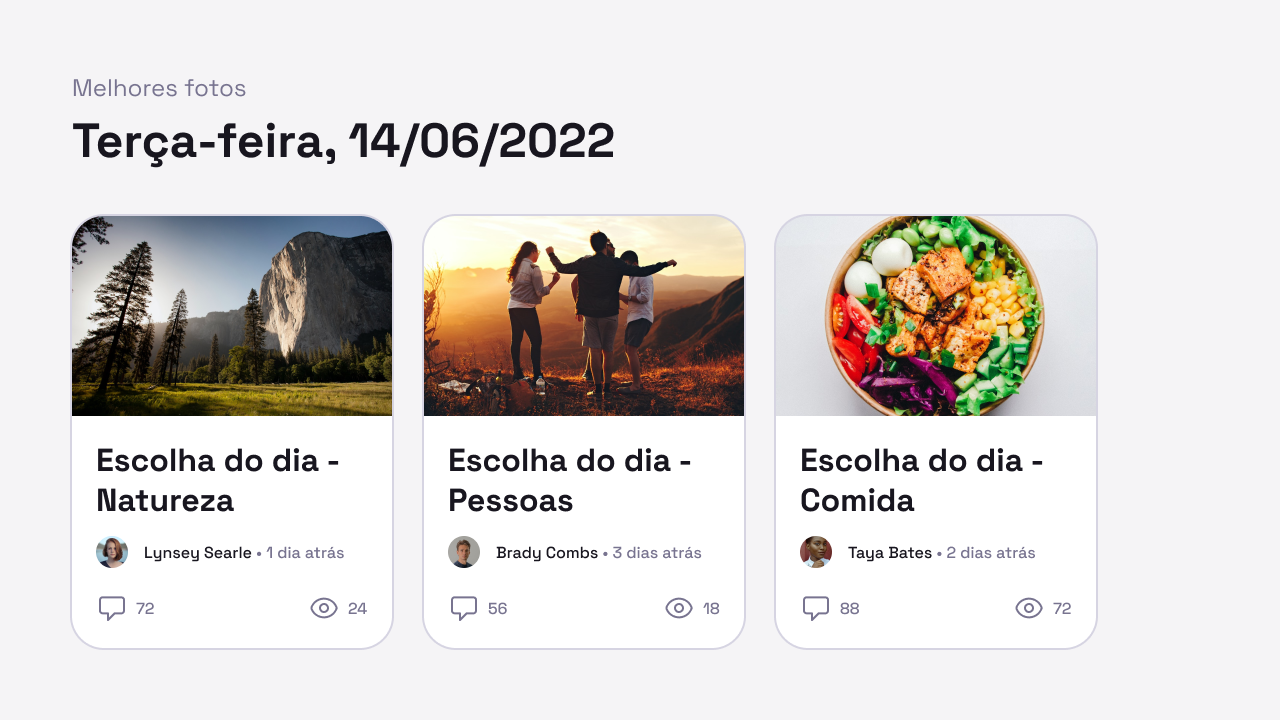 Melhores fotos
Terça-feira, 14/06/2022
Escolha do dia -
Natureza
Lynsey Searle • 1 dia atrás
72 24
Escolha do dia -
Pessoas
Brady Combs • 3 dias atrás
56 18
Escolha do dia -
Comida
Taya Bates • 2 dias atrás
88 72